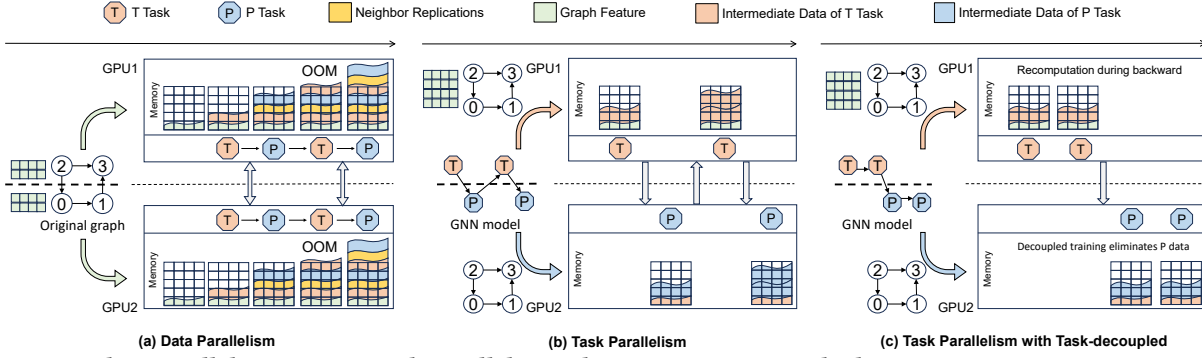 T T Task P P Task Neighbor Replications Graph Feature Intermediate Data of T Task Intermediate Data of P Task
GPU1
Memory
OOM
T P T P
2 3
0 1
Original graph
T P T P
OOM
Memory
GPU2
(a) Data Parallelism
GPU1
2 3
0 1
Memory
T T
T T
P P
GNN model
P P
2 3
0 1
Memory
GPU2
(b) Task Parallelism
GPU1
2 3
0 1
Memory
Recomputation during backward
T T
T T
P P
GNN model
P P
Decoupled training eliminates P data
2 3
0 1
Memory
GPU2
(c) Task Parallelism with Task-decoupled